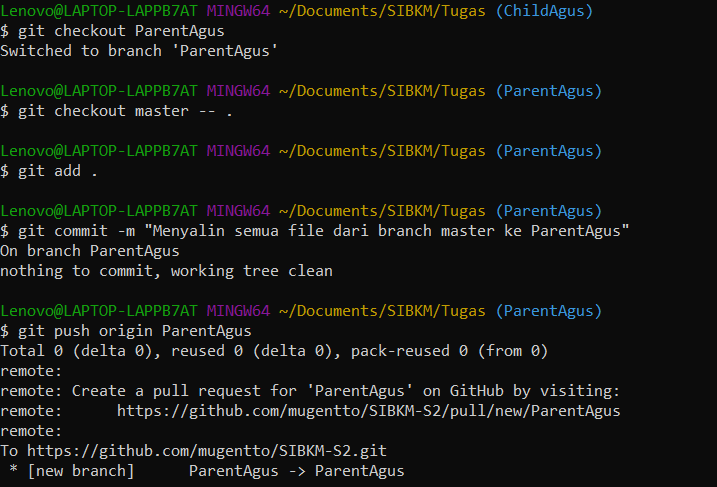 Lenovo@LAPTOP-LAPPB7AT MINGW64 ~/Documents/SIBKM/Tugas (ChildAgus)
$ git checkout ParentAgus
Switched to branch 'ParentAgus'
Lenovo@LAPTOP-LAPPB7AT MINGW64 ~/Documents/SIBKM/Tugas (ParentAgus)
$ git checkout master -- .
Lenovo@LAPTOP-LAPPB7AT MINGW64 ~/Documents/SIBKM/Tugas (ParentAgus)
$ git add .
Lenovo@LAPTOP-LAPPB7AT MINGW64 ~/Documents/SIBKM/Tugas (ParentAgus)
$ git commit -m "Menyalin semua file dari branch master ke ParentAgus"
On branch ParentAgus
nothing to commit, working tree clean
Lenovo@LAPTOP-LAPPB7AT MINGW64 ~/Documents/SIBKM/Tugas (ParentAgus)
$ git push origin ParentAgus
Total 0 (delta 0), reused 0 (delta 0), pack-reused 0 (from 0)
remote:
remote: Create a pull request for 'ParentAgus' on GitHub by visiting:
remote:      https://github.com/mugentto/SIBKM-S2/pull/new/ParentAgus
remote:
To https://github.com/mugentto/SIBKM-S2.git
 * [new branch]      ParentAgus -> ParentAgus